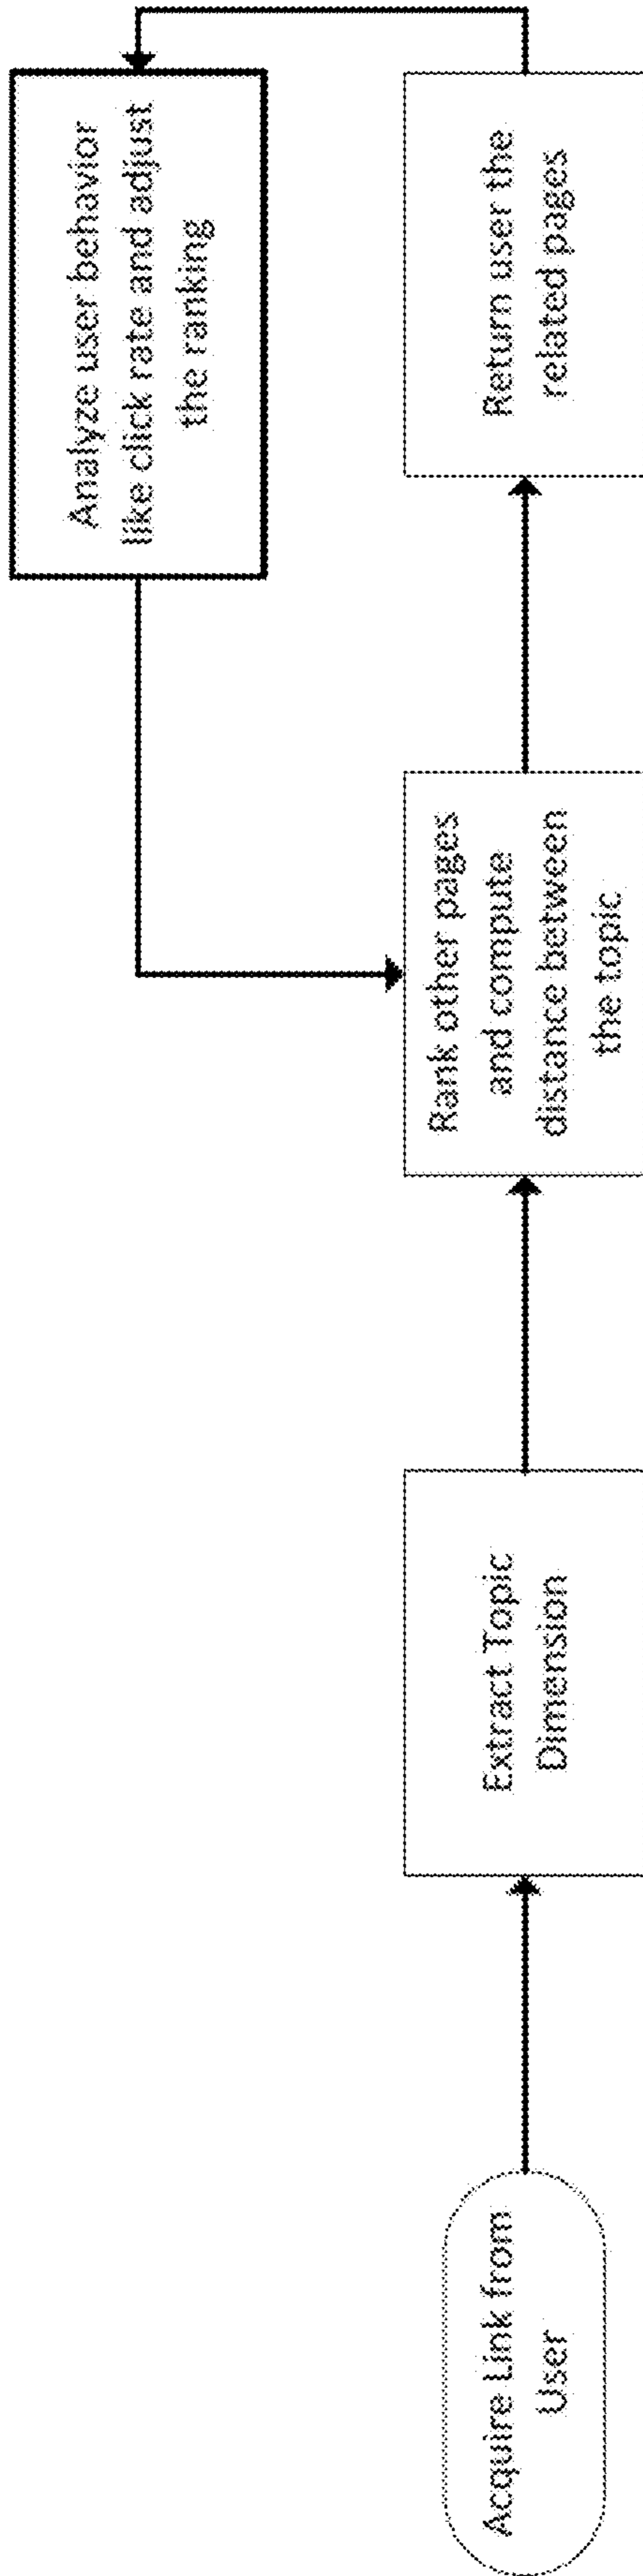 Acquire Link from
User
Extract Topic
Dimension
Rank other pages
and compute
distance between
the topic
Return user the
related pages
Analyze user behavior
like click rate and adjust
the ranking